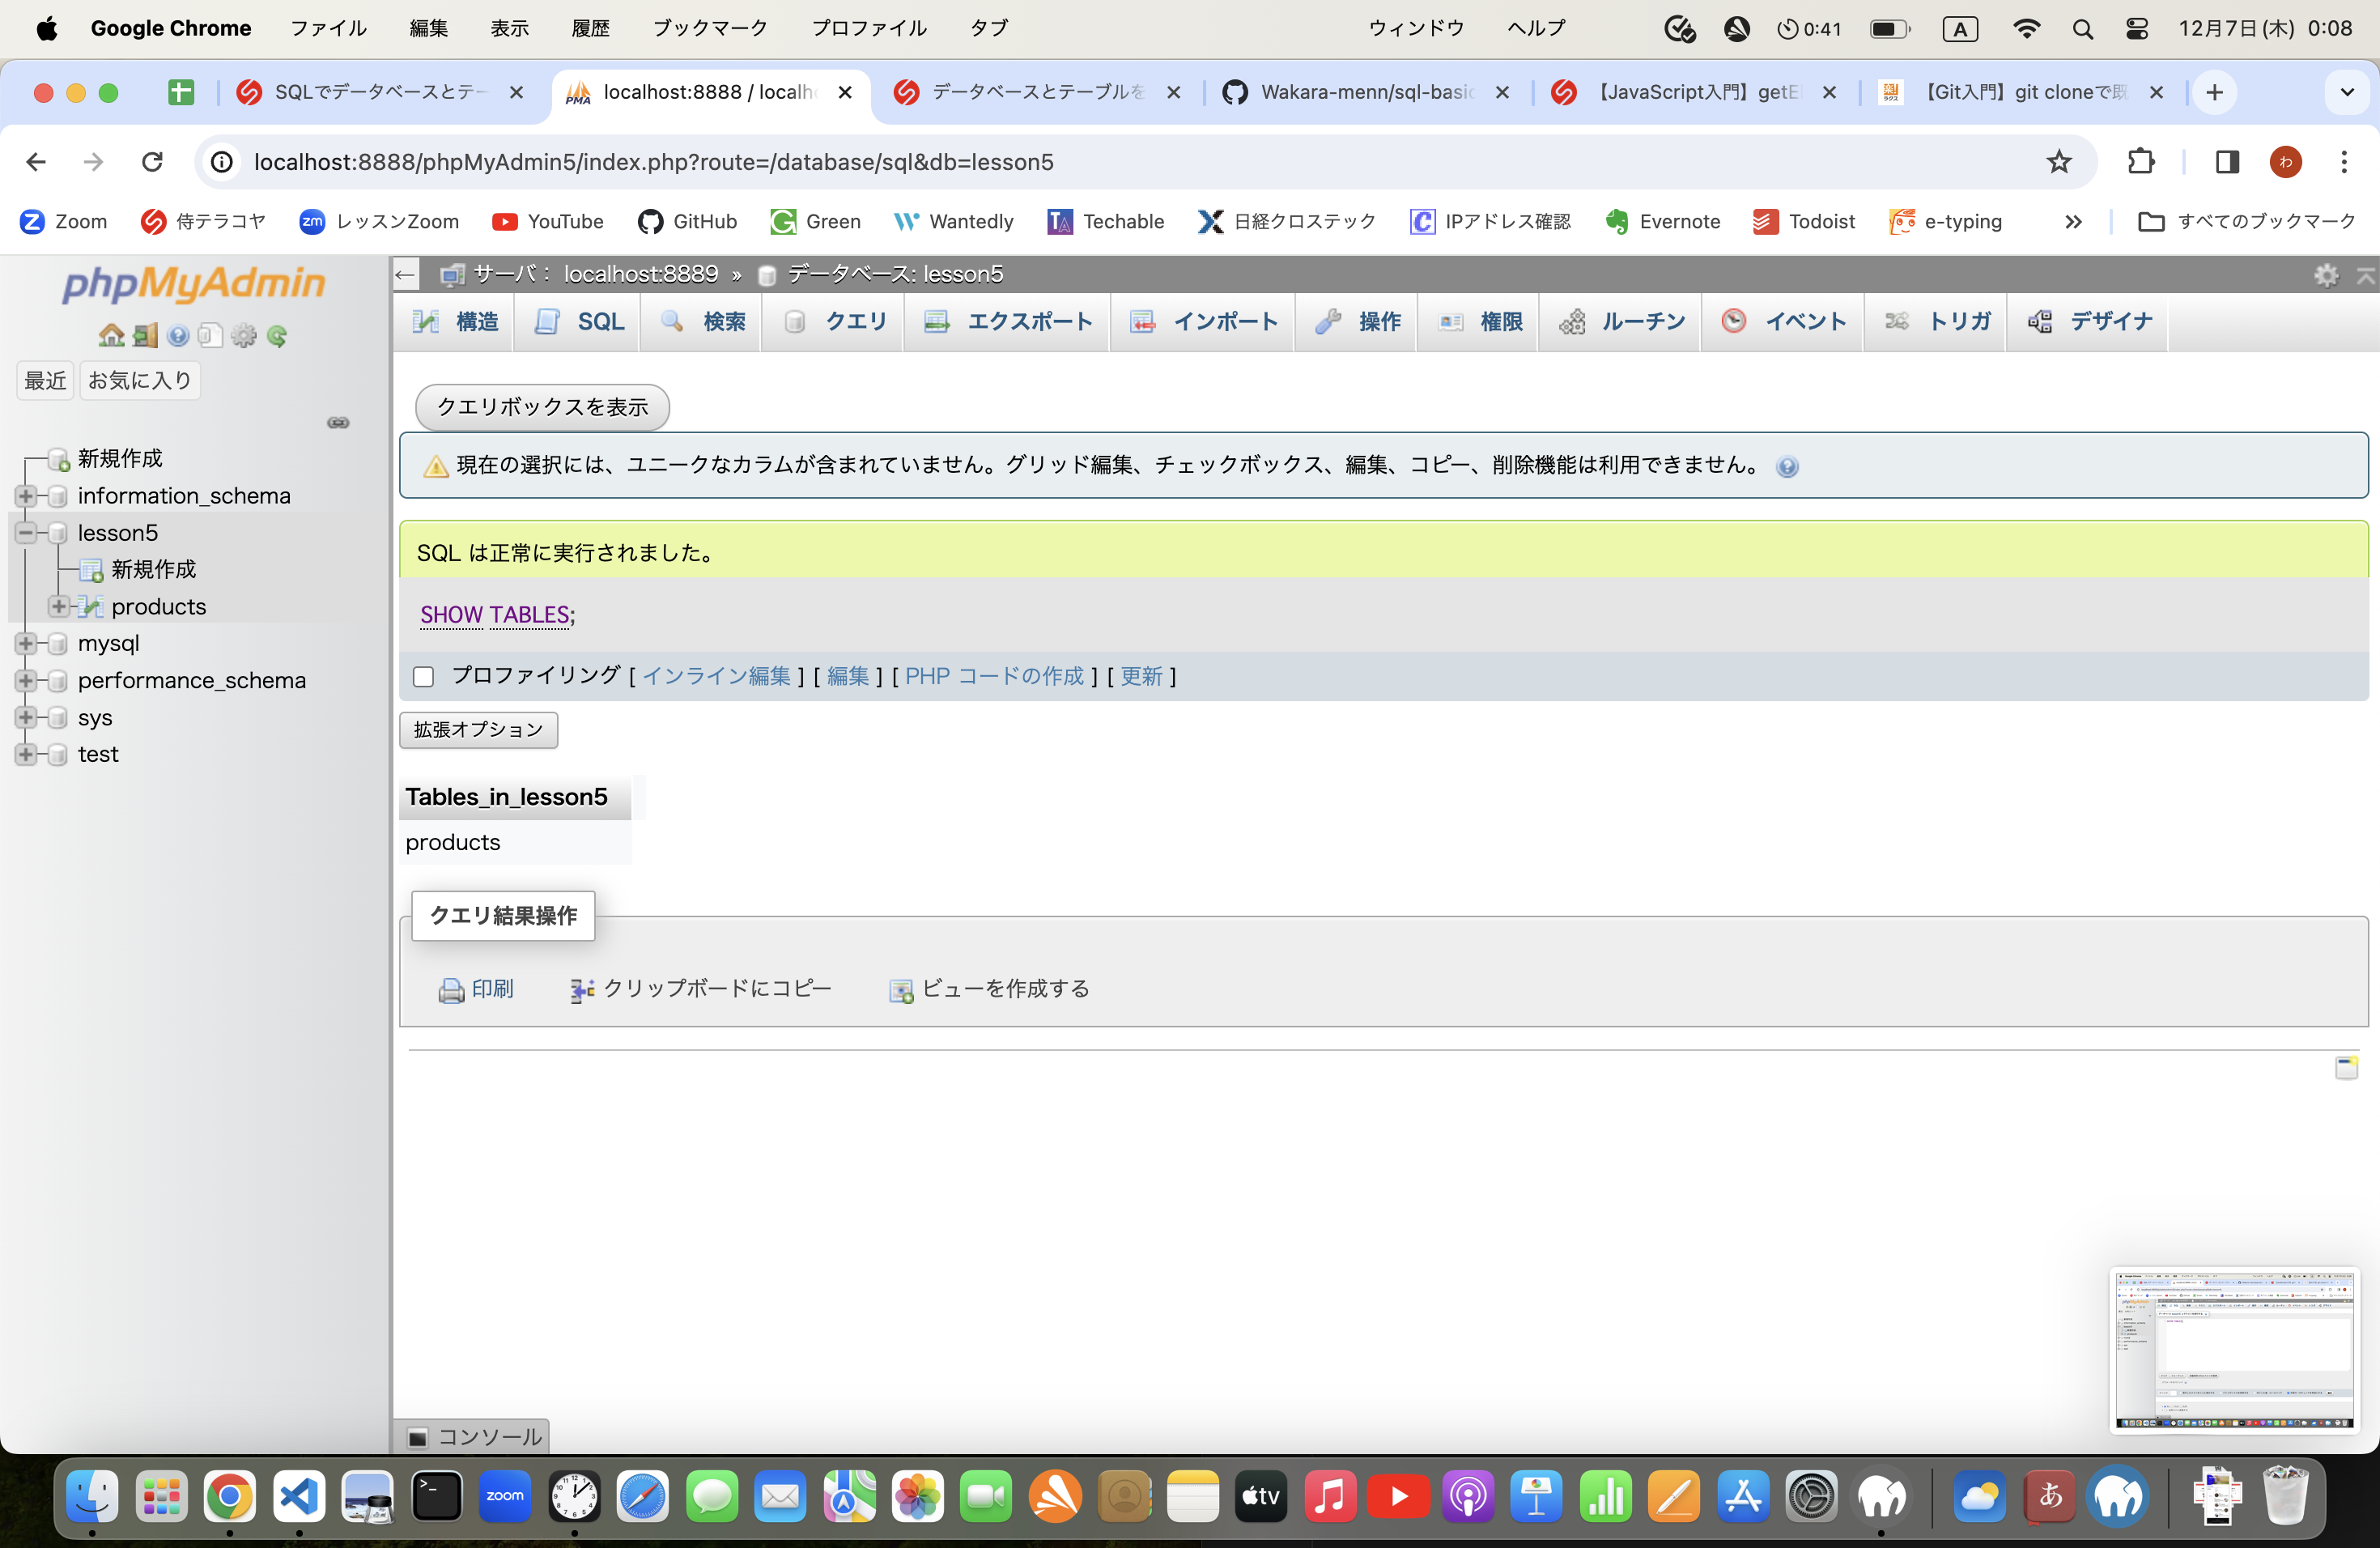 Google Chrome ファイル 編集 表示 履歴 ブックマーク プロファイル タブ ウィンドウ ヘルプ 0:41 A 12月7日(木) 0:08
SQLでデータベースとテー localhost:8888 / localh データベースとテーブルを Wakara-menn/sql-basic 【JavaScript入門】getE 【Git入門】git cloneで既
localhost:8888/phpMyAdmin5/index.php?route=/database/sql&db=lesson5 わ
Zoom 侍テラコヤ レッスンZoom YouTube GitHub Green Wantedly Techable 日経クロステック IPアドレス確認 Evernote Todoist e-typing » すべてのブックマーク
phpMyAdmin
最近 お気に入り
新規作成
information_schema
lesson5
新規作成
products
mysql
performance_schema
sys
test
サーバ: localhost:8889 » データベース: lesson5
構造 SQL 検索 クエリ エクスポート インポート 操作 権限 ルーチン イベント トリガ デザイナ
クエリボックスを表示
現在の選択には、ユニークなカラムが含まれていません。グリッド編集、チェックボックス、編集、コピー、削除機能は利用できません。
SQL は正常に実行されました。
SHOW TABLES;
プロファイリング [ インライン編集 ] [ 編集 ] [ PHP コードの作成 ] [ 更新 ]
拡張オプション
Tables_in_lesson5
products
クエリ結果操作
印刷 クリップボードにコピー ビューを作成する
コンソール
zoom tv あ